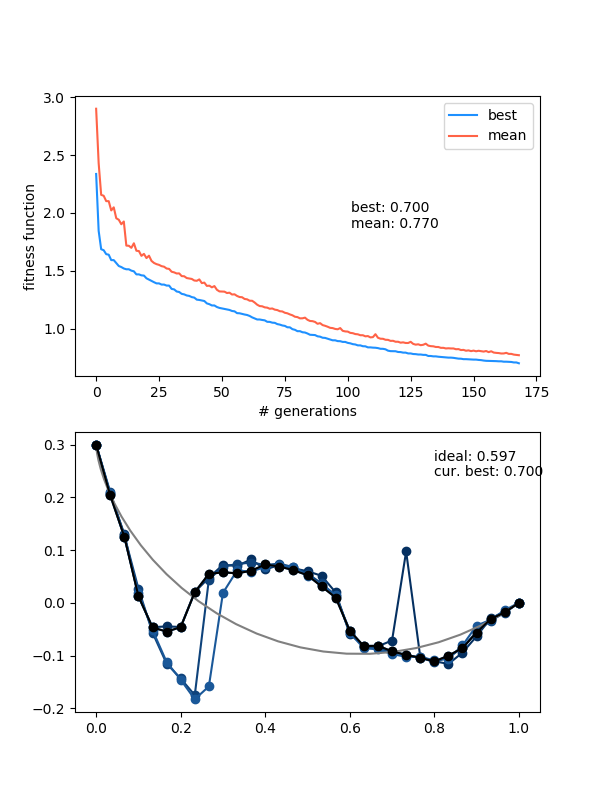 3.0
2.5
2.0
1.5
1.0
fitness function
best
mean
best: 0.700
mean: 0.770
0 25 50 75 100 125 150 175
# generations
0.3
0.2
0.1
0.0
−0.1
−0.2
ideal: 0.597
cur. best: 0.700
0.0 0.2 0.4 0.6 0.8 1.0